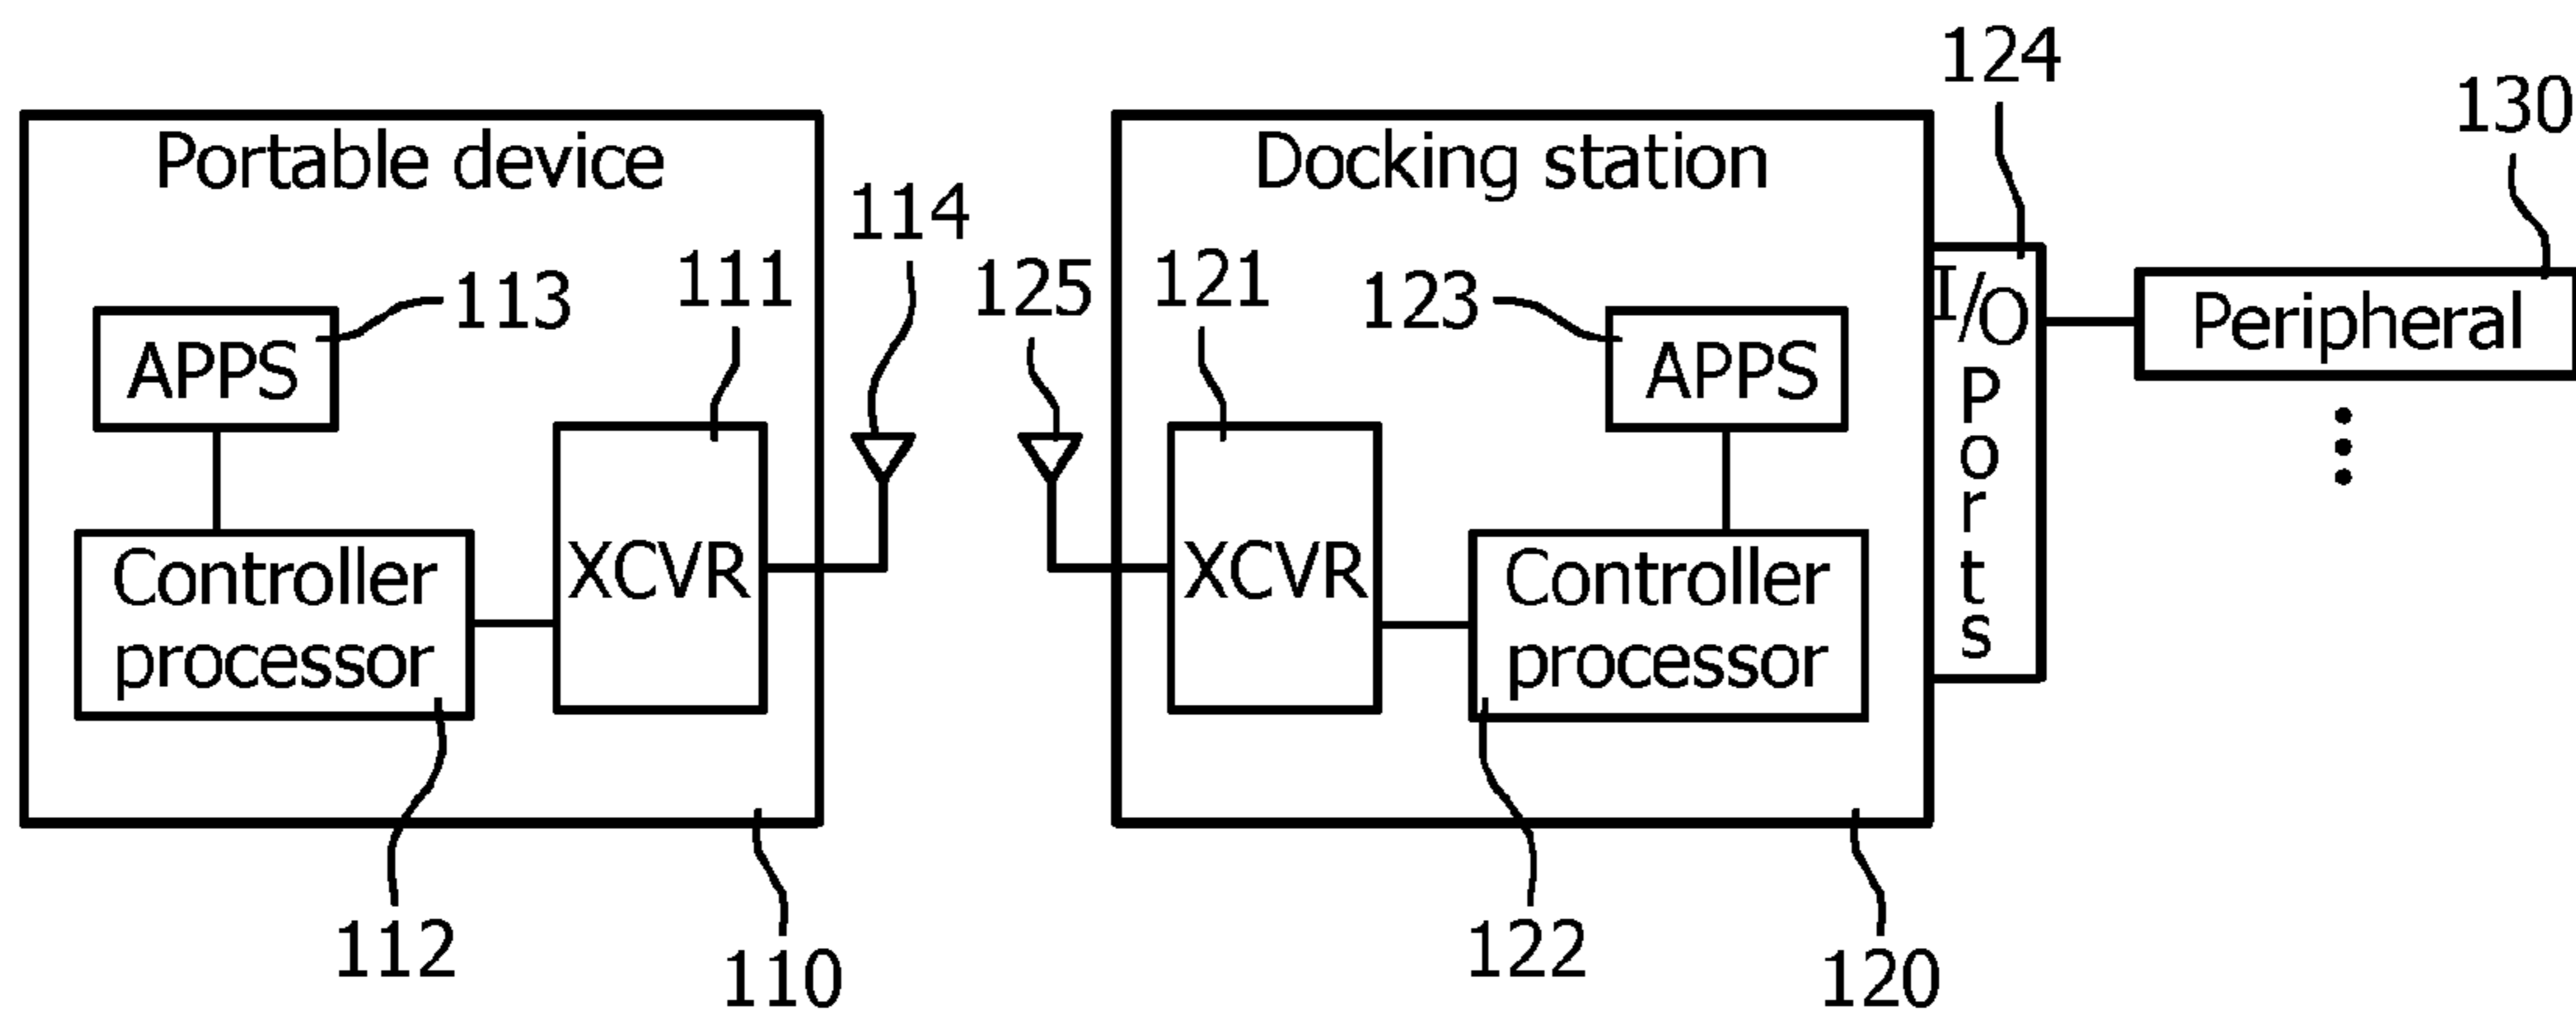 124
130
Portable device
Docking station
114
113
111
125
121
123
I/O
Ports
Peripheral
APPS
APPS
XCVR
XCVR
Controller
processor
Controller
processor
112
110
122
120